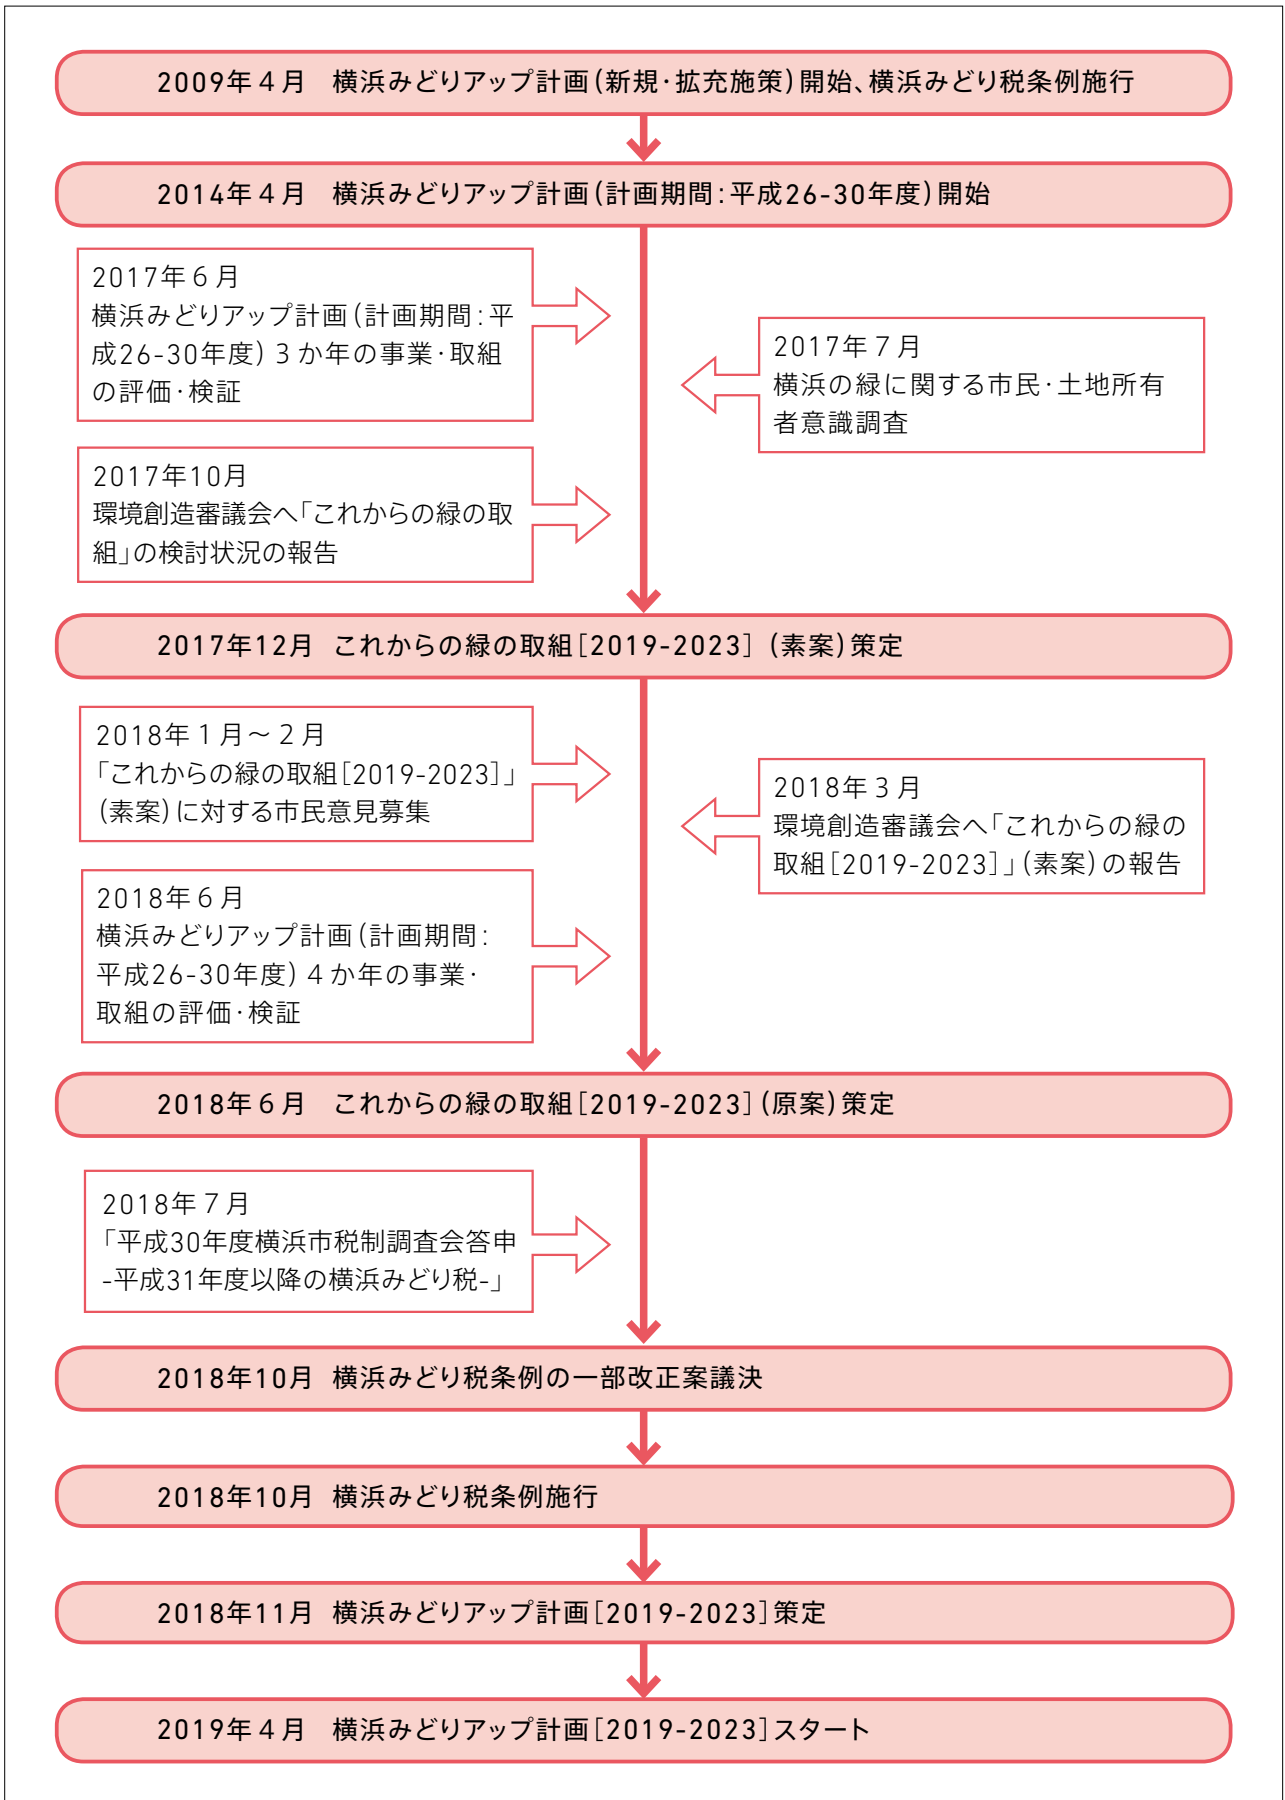 2009年４月　横浜みどりアップ計画(新規･拡充施策)開始、横浜みどり税条例施行
2014年４月　横浜みどりアップ計画(計画期間:平成26-30年度)開始
2017年６月
横浜みどりアップ計画(計画期間:平
成26-30年度)３か年の事業･取組
の評価･検証
2017年７月
横浜の緑に関する市民･土地所有
者意識調査
2017年10月
環境創造審議会へ｢これからの緑の取
組｣の検討状況の報告
2017年12月 これからの緑の取組[2019-2023] (素案)策定
2018年１月～２月
｢これからの緑の取組[2019-2023]｣
(素案)に対する市民意見募集
2018年３月
環境創造審議会へ｢これからの緑の
取組[2019-2023]｣(素案)の報告
2018年６月
横浜みどりアップ計画(計画期間:
平成26-30年度)４か年の事業･
取組の評価･検証
2018年６月　これからの緑の取組[2019-2023](原案)策定
2018年７月
｢平成30年度横浜市税制調査会答申
-平成31年度以降の横浜みどり税-｣
2018年10月 横浜みどり税条例の一部改正案議決
2018年10月 横浜みどり税条例施行
2018年11月 横浜みどりアップ計画[2019-2023]策定
2019年４月　横浜みどりアップ計画[2019-2023]スタート